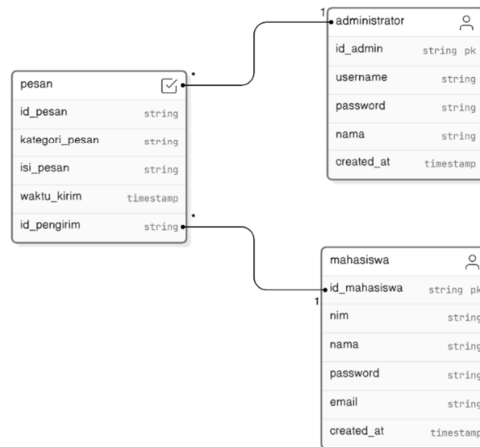 pesan
id_pesan string
kategori_pesan string
isi_pesan string
waktu_kirim timestamp
id_pengirim string
*
*
1
administrator
id_admin string pk
username string
password string
nama string
created_at timestamp
mahasiswa
id_mahasiswa string pk
1
nim string
nama string
password string
email string
created_at timestamp